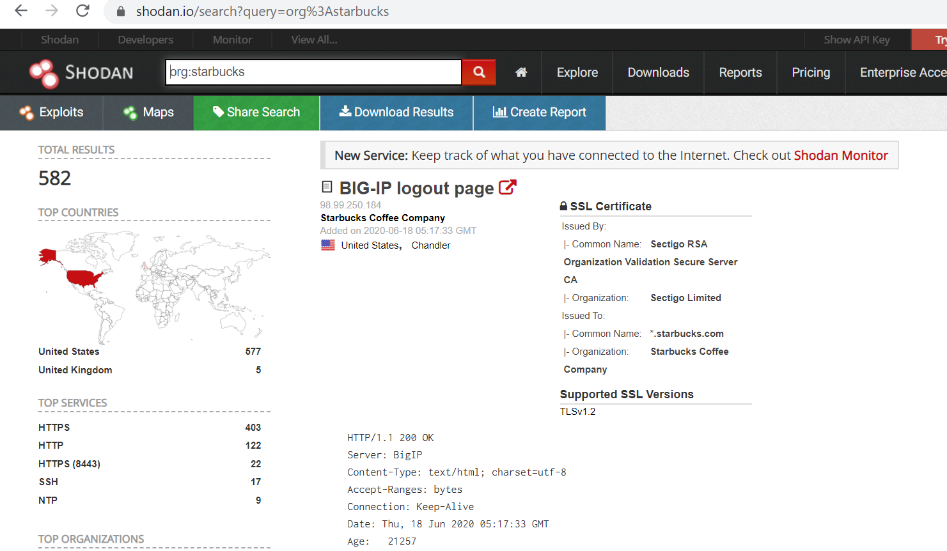 shodan.io/search?query=org%3Astarbucks
Shodan Developers Monitor View All... Show API Key Try
SHODAN org:starbucks Explore Downloads Reports Pricing Enterprise Acce
Exploits Maps Share Search Download Results Create Report
TOTAL RESULTS
582
TOP COUNTRIES
United States 577
United Kingdom 5
TOP SERVICES
HTTPS 403
HTTP 122
HTTPS (8443) 22
SSH 17
NTP 9
TOP ORGANIZATIONS
New Service: Keep track of what you have connected to the Internet. Check out Shodan Monitor
BIG-IP logout page
98.99.250.184
Starbucks Coffee Company
Added on 2020-06-18 05:17:33 GMT
United States, Chandler
SSL Certificate
Issued By:
|- Common Name: Sectigo RSA
Organization Validation Secure Server
CA
|- Organization: Sectigo Limited
Issued To:
|- Common Name: *.starbucks.com
|- Organization: Starbucks Coffee
Company
Supported SSL Versions
TLSv1.2
HTTP/1.1 200 OK
Server: BigIP
Content-Type: text/html; charset=utf-8
Accept-Ranges: bytes
Connection: Keep-Alive
Date: Thu, 18 Jun 2020 05:17:33 GMT
Age: 21257